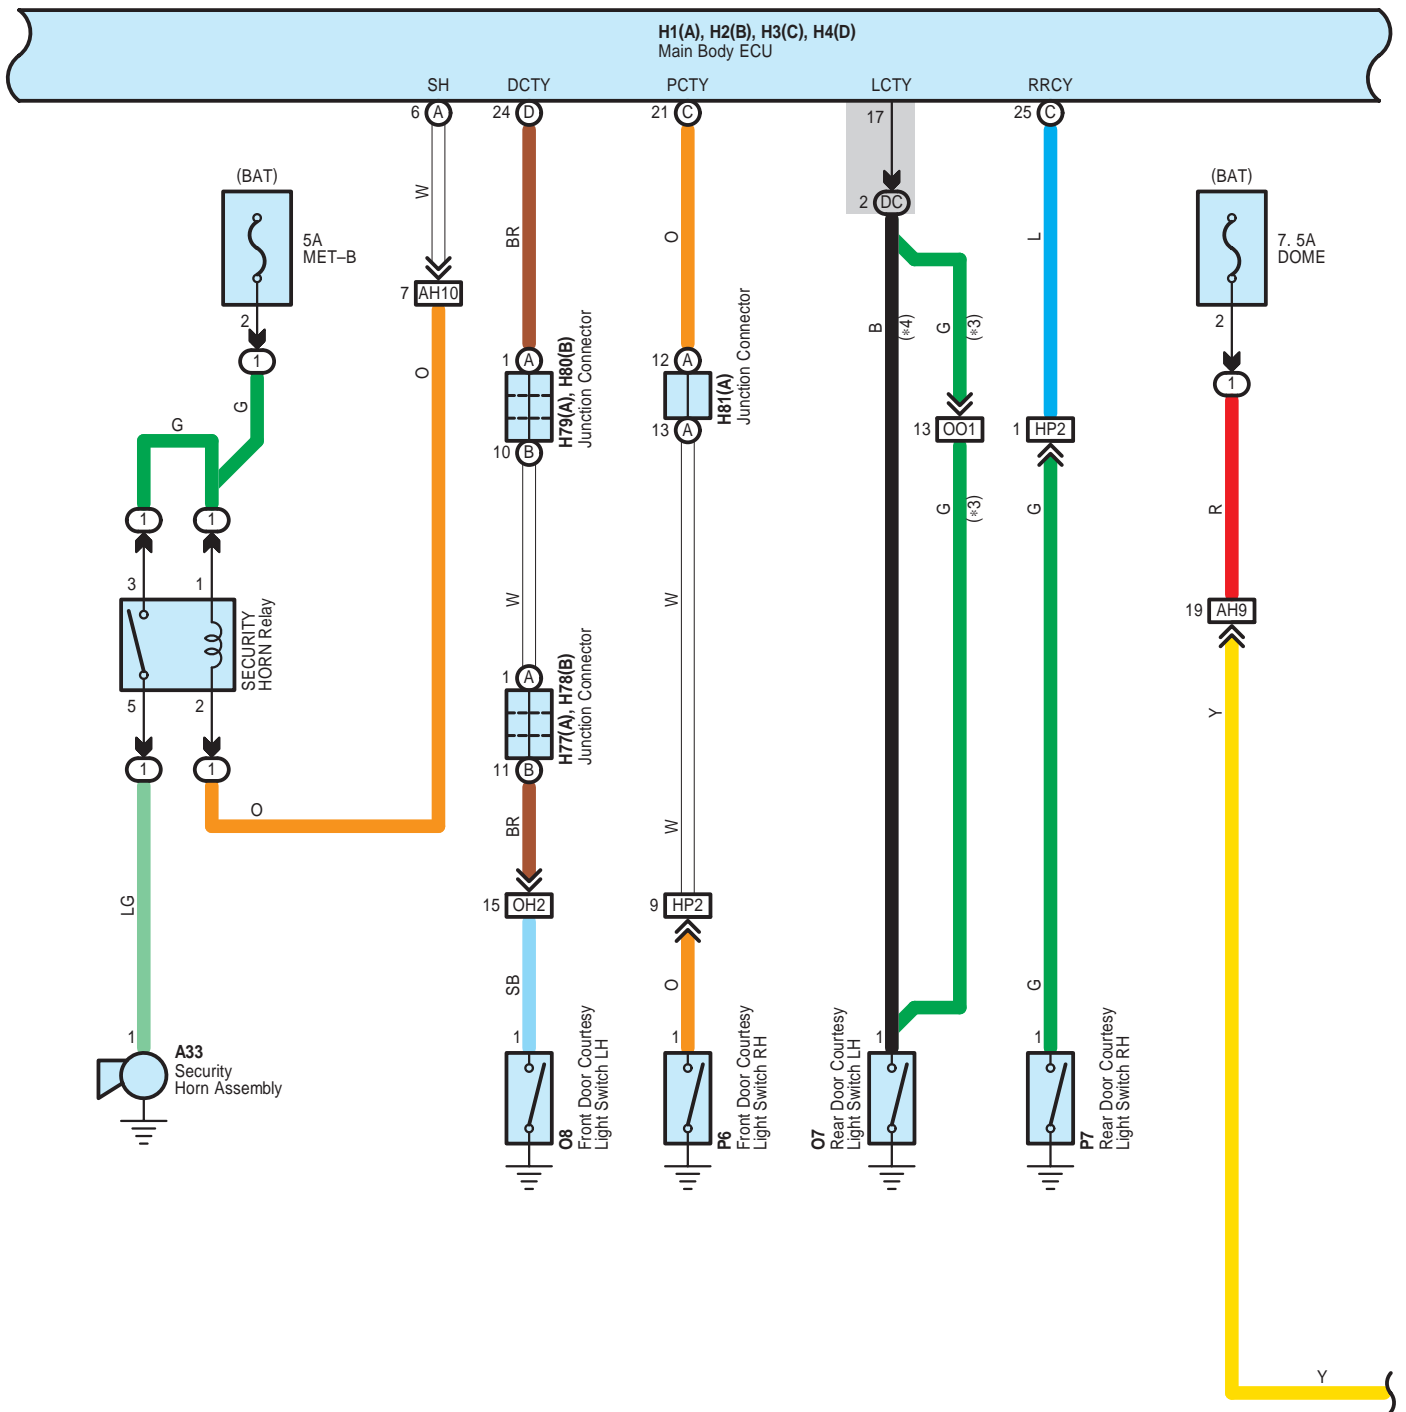 H1(A), H2(B), H3(C), H4(D)
Main Body ECU
SH
DCTY
PCTY
LCTY
RRCY
6 A
24 D
21 C
17
25 C
(BAT)
5A
MET–B
2
1
W
BR
O
2 DC
L
(BAT)
7. 5A
DOME
2
1
7 AH10
G
G
O
1 A
H79(A), H80(B)
Junction Connector
10 B
12 A
H81(A)
Junction Connector
13 A
B
(*4)
G
(*3)
13 OO1
G
(*3)
1 HP2
G
R
19 AH9
1
1
3
1
SECURITY
HORN Relay
5
2
1
1
O
W
W
1 A
H77(A), H78(B)
Junction Connector
11 B
BR
W
Y
15 OH2
9 HP2
LG
SB
O
G
1
A33
Security
Horn Assembly
1
O8
Front Door Courtesy
Light Switch LH
1
P6
Front Door Courtesy
Light Switch RH
1
O7
Rear Door Courtesy
Light Switch LH
1
P7
Rear Door Courtesy
Light Switch RH
Y